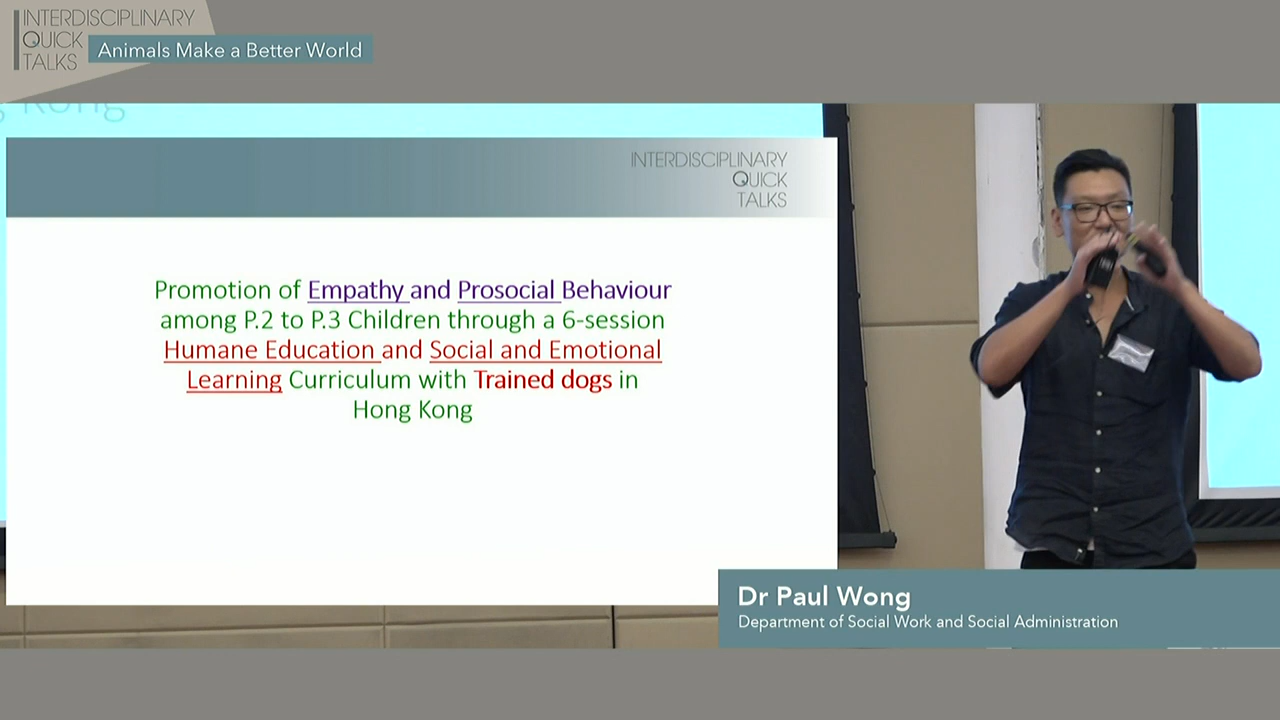 INTERDISCIPLINARY
QUICK
TALKS
Animals Make a Better World
Kong
INTERDISCIPLINARY
QUICK
TALKS
Promotion of Empathy and Prosocial Behaviour
among P.2 to P.3 Children through a 6-session
Humane Education and Social and Emotional
Learning Curriculum with Trained dogs in
Hong Kong
Dr Paul Wong
Department of Social Work and Social Administration